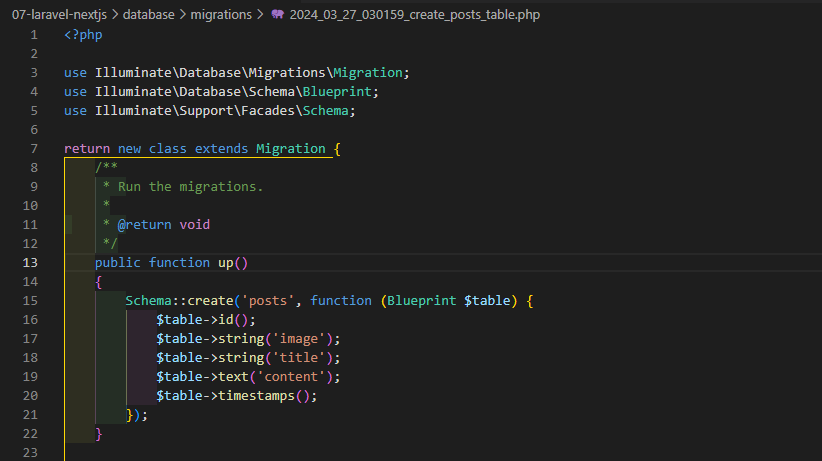 07-laravel-nextjs > database > migrations > 2024_03_27_030159_create_posts_table.php
1 <?php
2
3 use Illuminate\Database\Migrations\Migration;
4 use Illuminate\Database\Schema\Blueprint;
5 use Illuminate\Support\Facades\Schema;
6
7 return new class extends Migration {
8     /**
9      * Run the migrations.
10      *
11      * @return void
12      */
13     public function up()
14     {
15         Schema::create('posts', function (Blueprint $table) {
16             $table->id();
17             $table->string('image');
18             $table->string('title');
19             $table->text('content');
20             $table->timestamps();
21         });
22     }
23